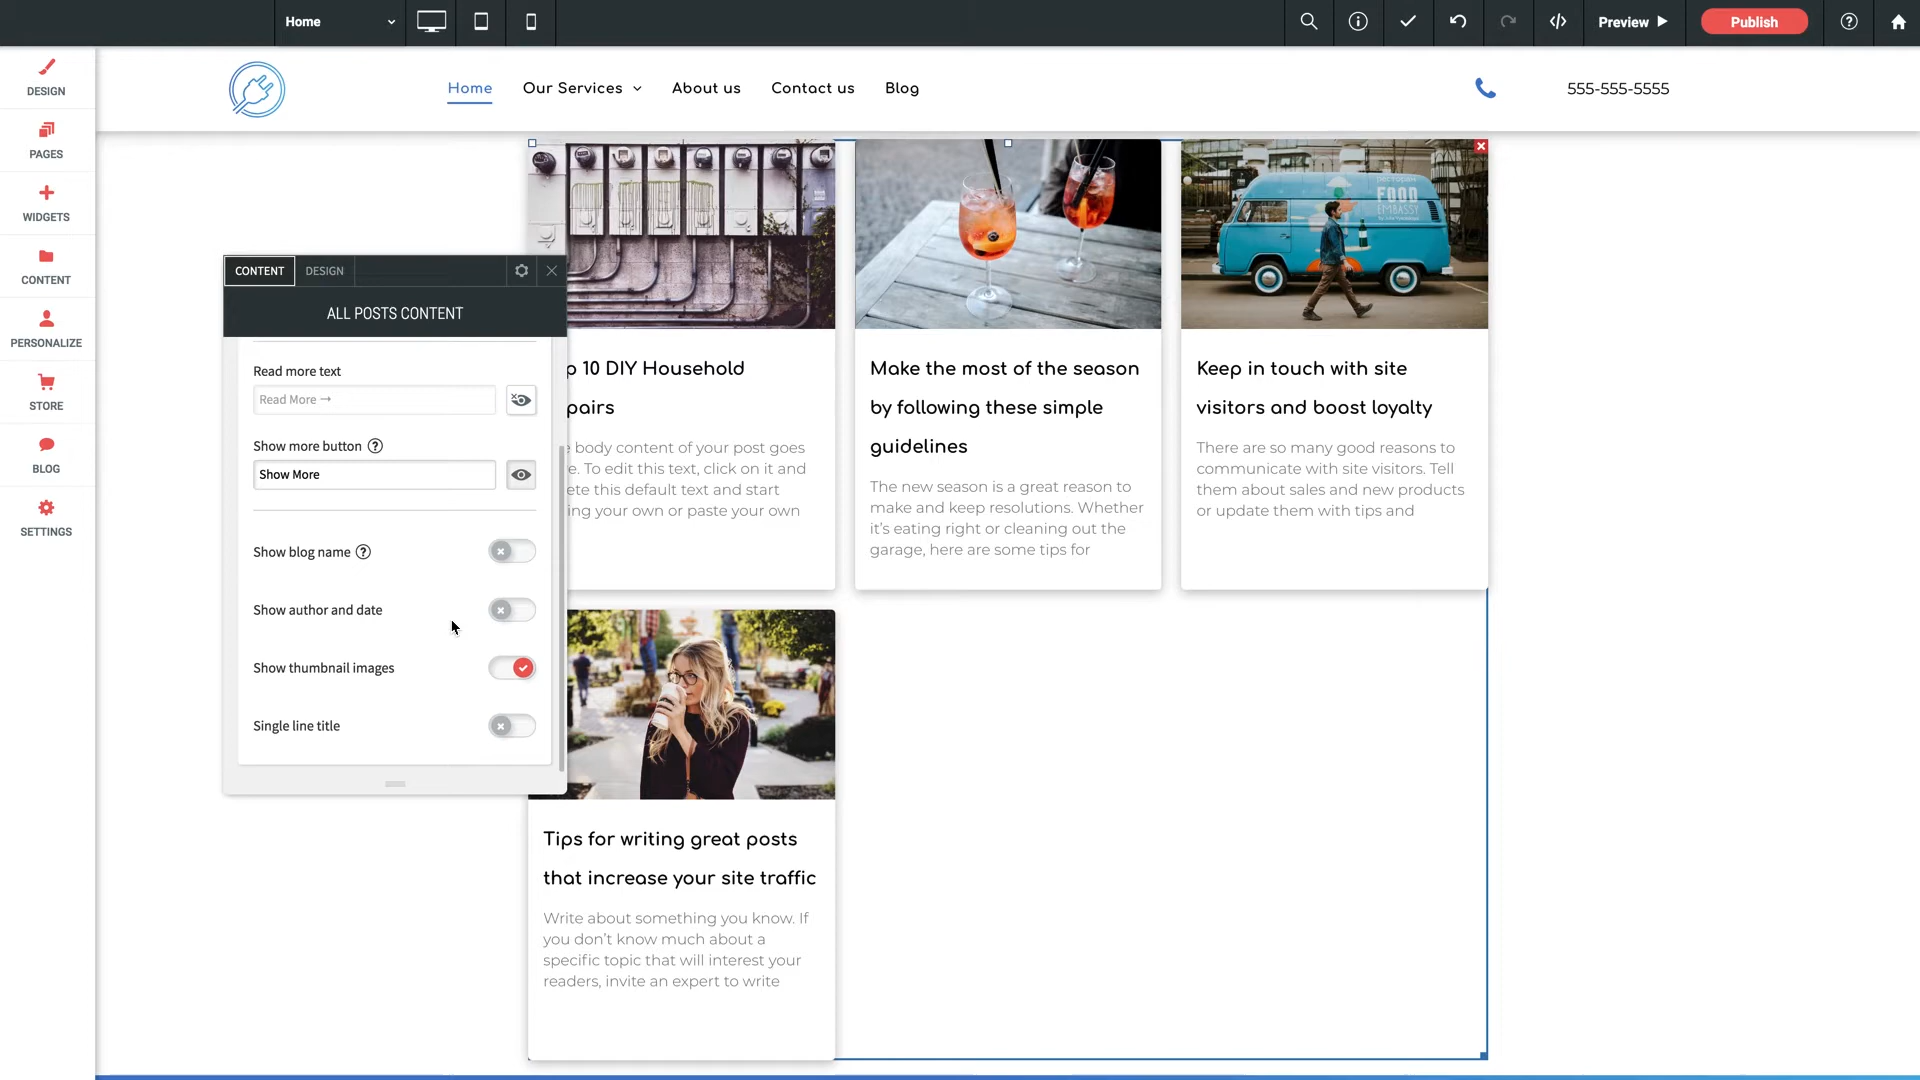 Home
Preview
Publish
DESIGN
PAGES
WIDGETS
CONTENT
PERSONALIZE
STORE
BLOG
SETTINGS
Home
Our Services
About us
Contact us
Blog
555-555-5555
CONTENT
DESIGN
ALL POSTS CONTENT
Read more text
Read More →
Show more button ?
Show More
Show blog name ?
Show author and date
Show thumbnail images
Single line title
p 10 DIY Household
pairs
e body content of your post goes
e. To edit this text, click on it and
ete this default text and start
ing your own or paste your own
Make the most of the season
by following these simple
guidelines
The new season is a great reason to
make and keep resolutions. Whether
it's eating right or cleaning out the
garage, here are some tips for
FOOD
EMBASSY
Keep in touch with site
visitors and boost loyalty
There are so many good reasons to
communicate with site visitors. Tell
them about sales and new products
or update them with tips and
Tips for writing great posts
that increase your site traffic
Write about something you know. If
you don't know much about a
specific topic that will interest your
readers, invite an expert to write